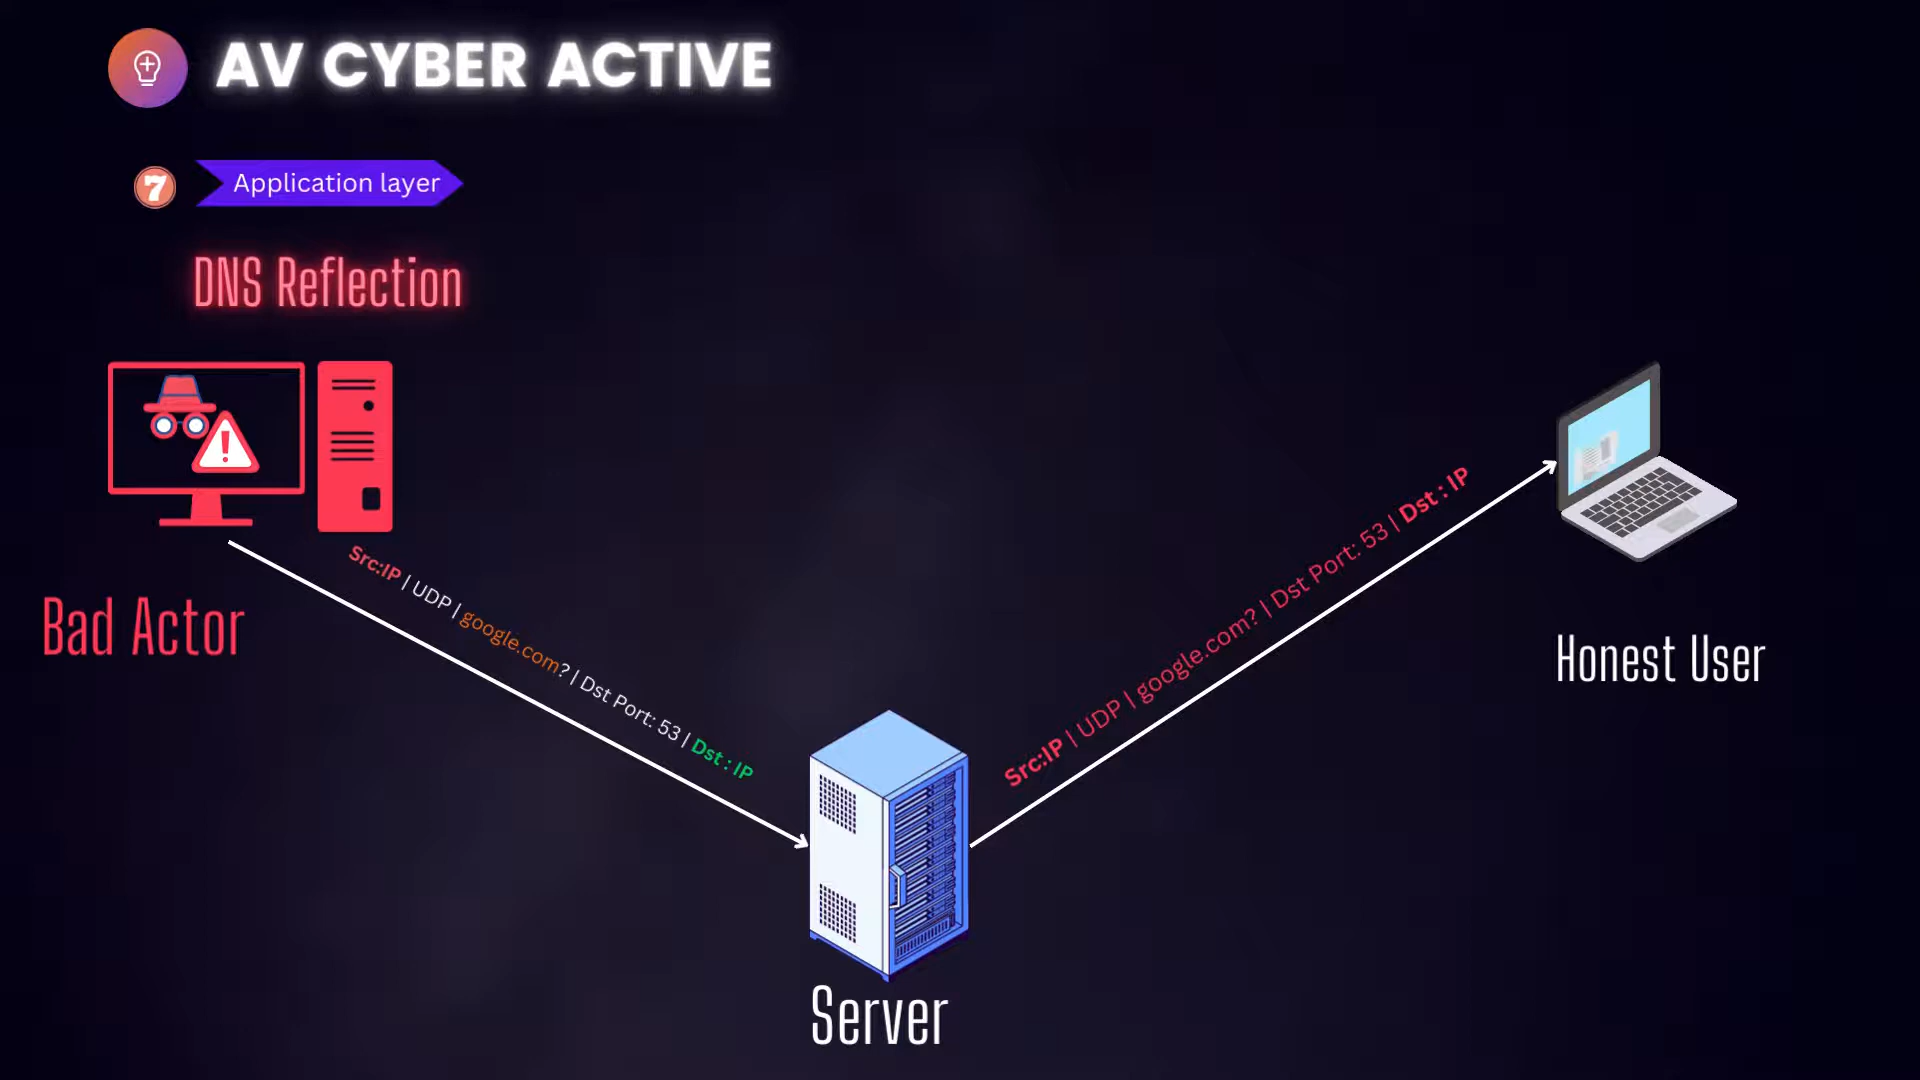 AV CYBER ACTIVE
7
Application layer
DNS Reflection
Src:IP | UDP | google.com? | Dst Port: 53 | Dst : IP
Src:IP | UDP | google.com? | Dst Port: 53 | Dst : IP
Bad Actor
Honest User
Server